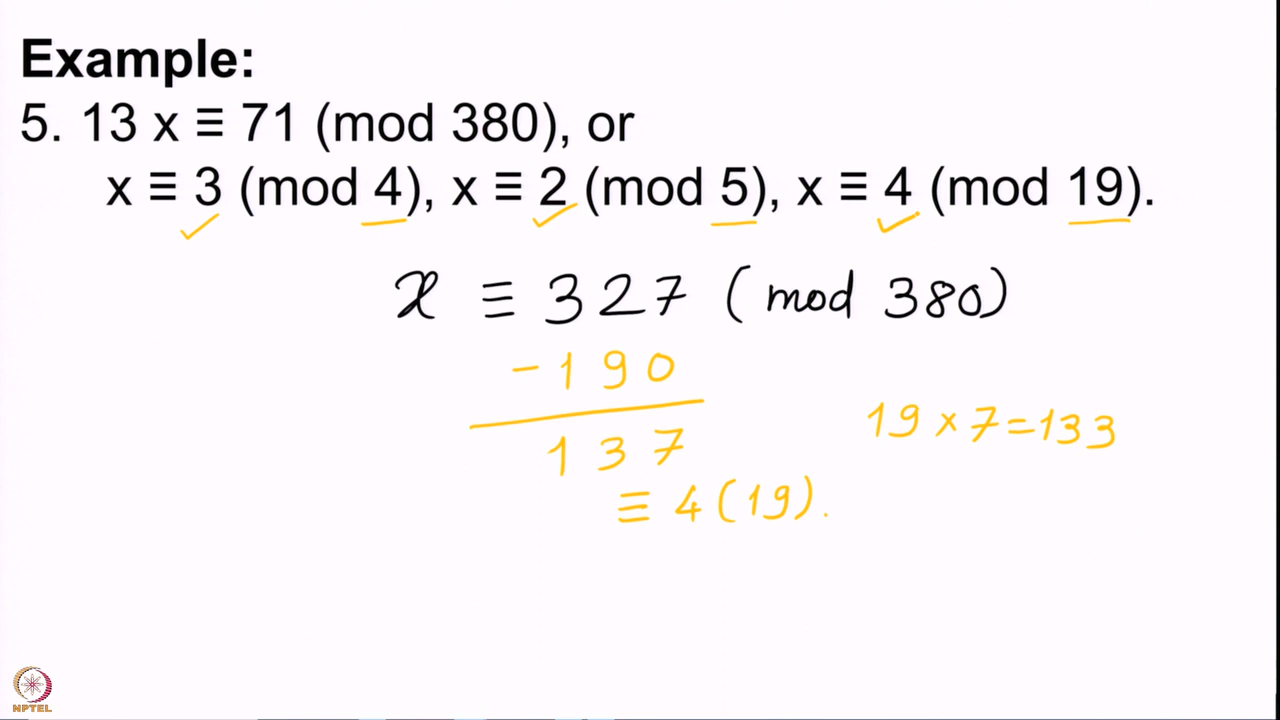 Example:
5. 13 x ≡ 71 (mod 380), or
x ≡ 3 (mod 4), x ≡ 2 (mod 5), x ≡ 4 (mod 19).
x ≡ 327 (mod 380)
-190
137
≡ 4(19).
19 × 7 = 133
NPTEL